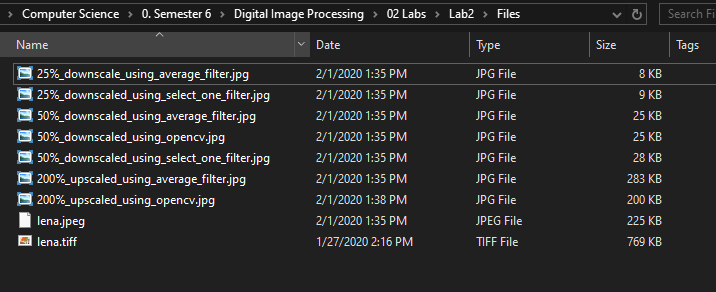 Computer Science > 0. Semester 6 > Digital Image Processing > 02 Labs > Lab2 > Files Search Fi
Name Date Type Size Tags
25%_downscale_using_average_filter.jpg 2/1/2020 1:35 PM JPG File 8 KB
25%_downscaled_using_select_one_filter.jpg 2/1/2020 1:35 PM JPG File 9 KB
50%_downscaled_using_average_filter.jpg 2/1/2020 1:35 PM JPG File 25 KB
50%_downscaled_using_opencv.jpg 2/1/2020 1:35 PM JPG File 25 KB
50%_downscaled_using_select_one_filter.jpg 2/1/2020 1:35 PM JPG File 28 KB
200%_upscaled_using_average_filter.jpg 2/1/2020 1:35 PM JPG File 283 KB
200%_upscaled_using_opencv.jpg 2/1/2020 1:38 PM JPG File 200 KB
lena.jpeg 2/1/2020 1:35 PM JPEG File 225 KB
lena.tiff 1/27/2020 2:16 PM TIFF File 769 KB